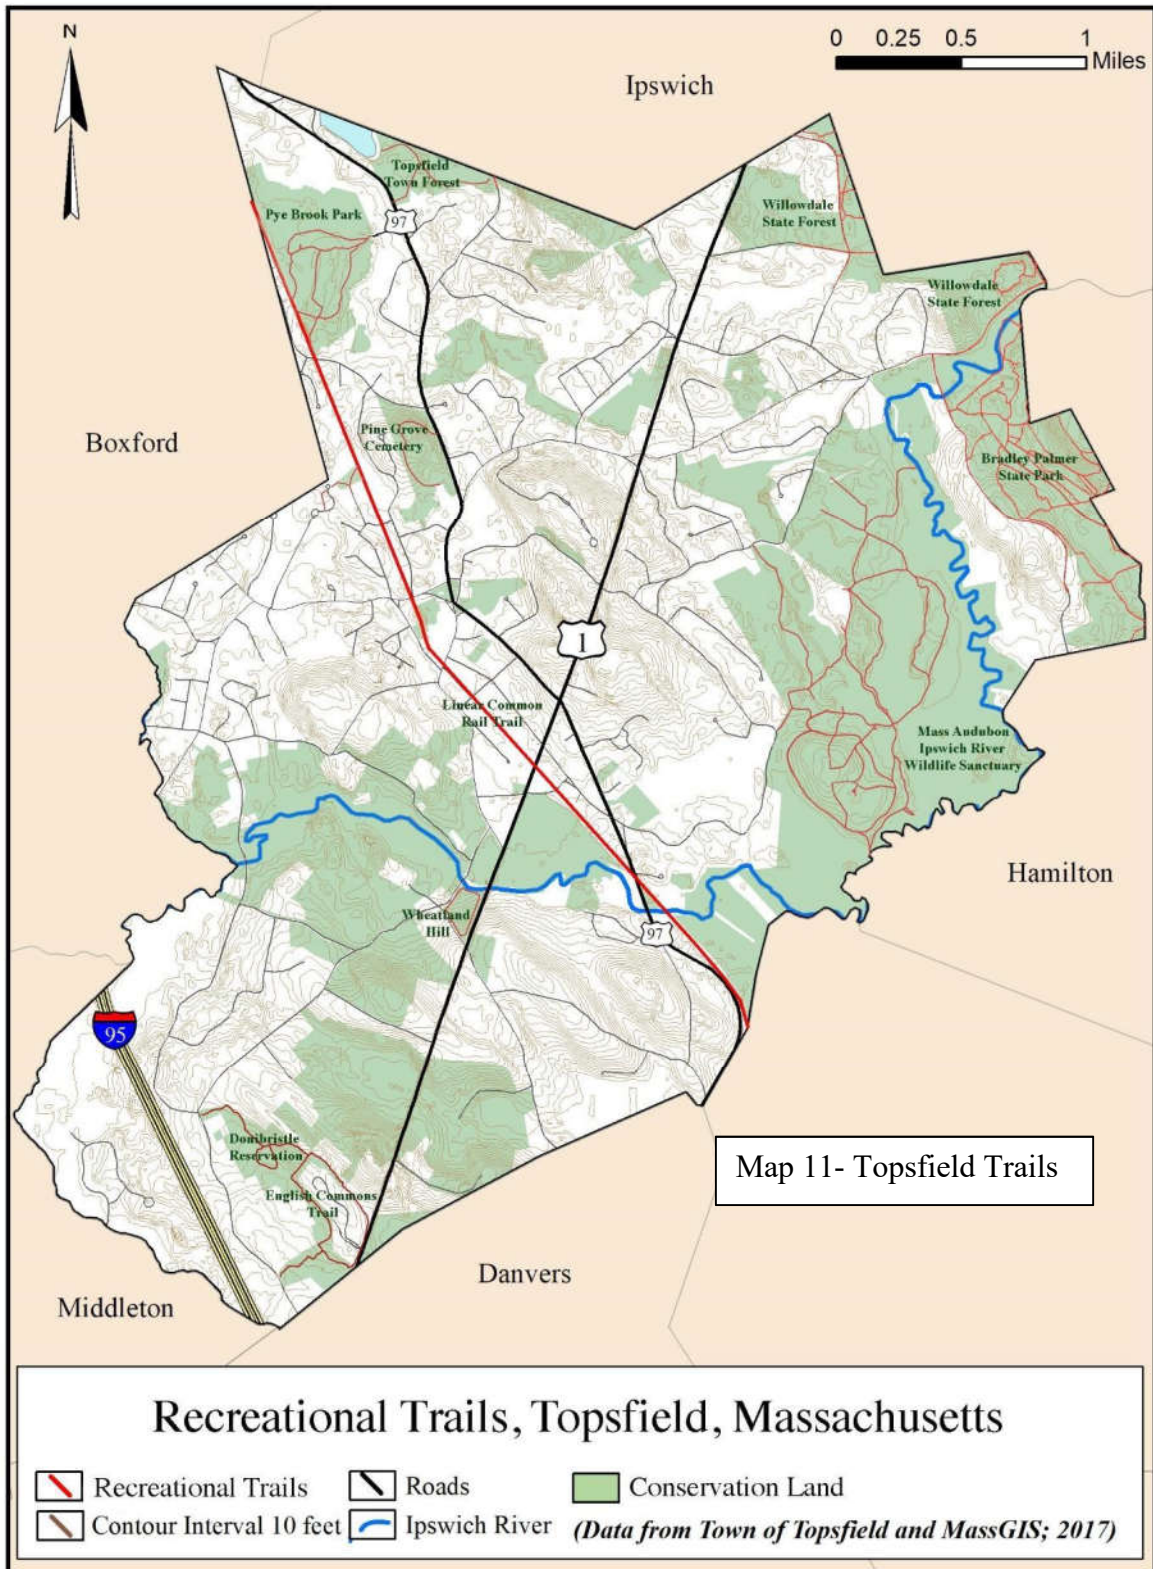 N
0 0.25 0.5 1
Miles
Ipswich
Topsfield
Town Forest
Pye Brook Park
97
Willowdale
State Forest
Willowdale
State Forest
Boxford
Pine Grove
Cemetery
Bradley Palmer
State Park
1
Linear Common
Rail Trail
Mass Audubon
Ipswich River
Wildlife Sanctuary
Hamilton
Wheatland
Hill
97
95
Donibristle
Reservation
English Commons
Trail
Map 11- Topsfield Trails
Danvers
Middleton
Recreational Trails, Topsfield, Massachusetts
Recreational Trails
Roads
Conservation Land
Contour Interval 10 feet
Ipswich River
(Data from Town of Topsfield and MassGIS; 2017)